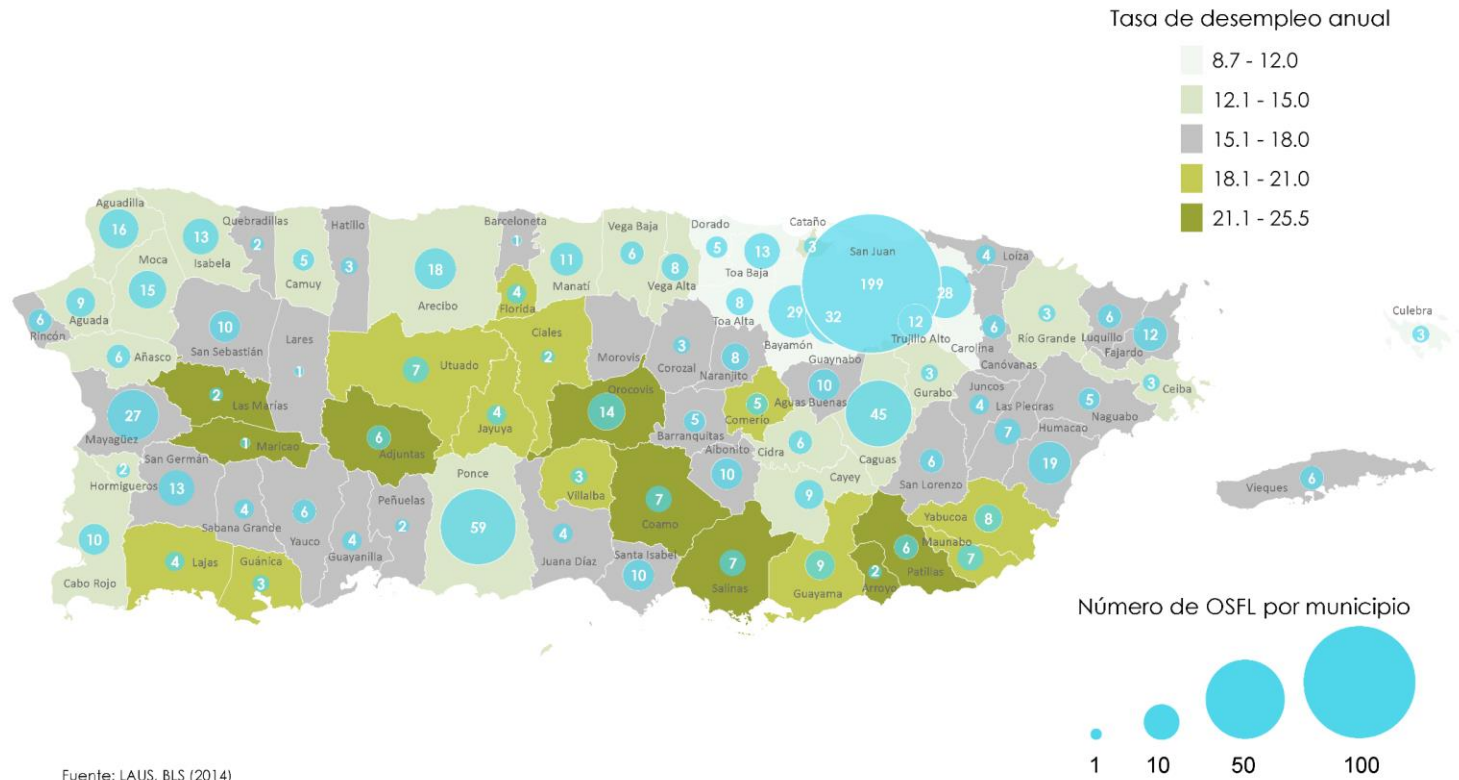 Tasa de desempleo anual
8.7 - 12.0
12.1 - 15.0
15.1 - 18.0
18.1 - 21.0
21.1 - 25.5
Aguadilla
16
Isabela
13
Quebradillas
2
Camuy
5
Hatillo
3
Arecibo
18
Barceloneta
1
Florida
4
Manatí
11
Vega Baja
6
Vega Alta
8
Dorado
5
Toa Baja
13
Toa Alta
8
Cataño
3
San Juan
199
Bayamón
29
Guaynabo
32
Trujillo Alto
12
Carolina
28
Loíza
4
Canóvanas
6
Río Grande
3
Luquillo
6
Fajardo
12
Culebra
3
Ceiba
3
Moca
15
Aguada
9
Rincón
6
Añasco
6
San Sebastián
10
Lares
1
Utuado
7
Ciales
2
Morovis
Corozal
3
Naranjito
8
Orocovis
14
Comerío
5
Aguas Buenas
10
Caguas
45
Gurabo
3
Juncos
4
Las Piedras
7
Naguabo
5
Humacao
19
Mayagüez
27
Las Marías
2
Maricao
1
Adjuntas
6
Jayuya
4
Barranquitas
5
Aibonito
10
Cidra
6
Cayey
9
San Lorenzo
6
Vieques
6
Hormigueros
2
San Germán
13
Sabana Grande
4
Yauco
6
Guayanilla
4
Peñuelas
2
Ponce
59
Villalba
3
Juana Díaz
4
Coamo
7
Santa Isabel
10
Salinas
7
Guayama
9
Arroyo
2
Patillas
6
Maunabo
7
Yabucoa
8
Cabo Rojo
10
Lajas
4
Guánica
3
Número de OSFL por municipio
1 10 50 100
Fuente: LAUS, BLS (2014)